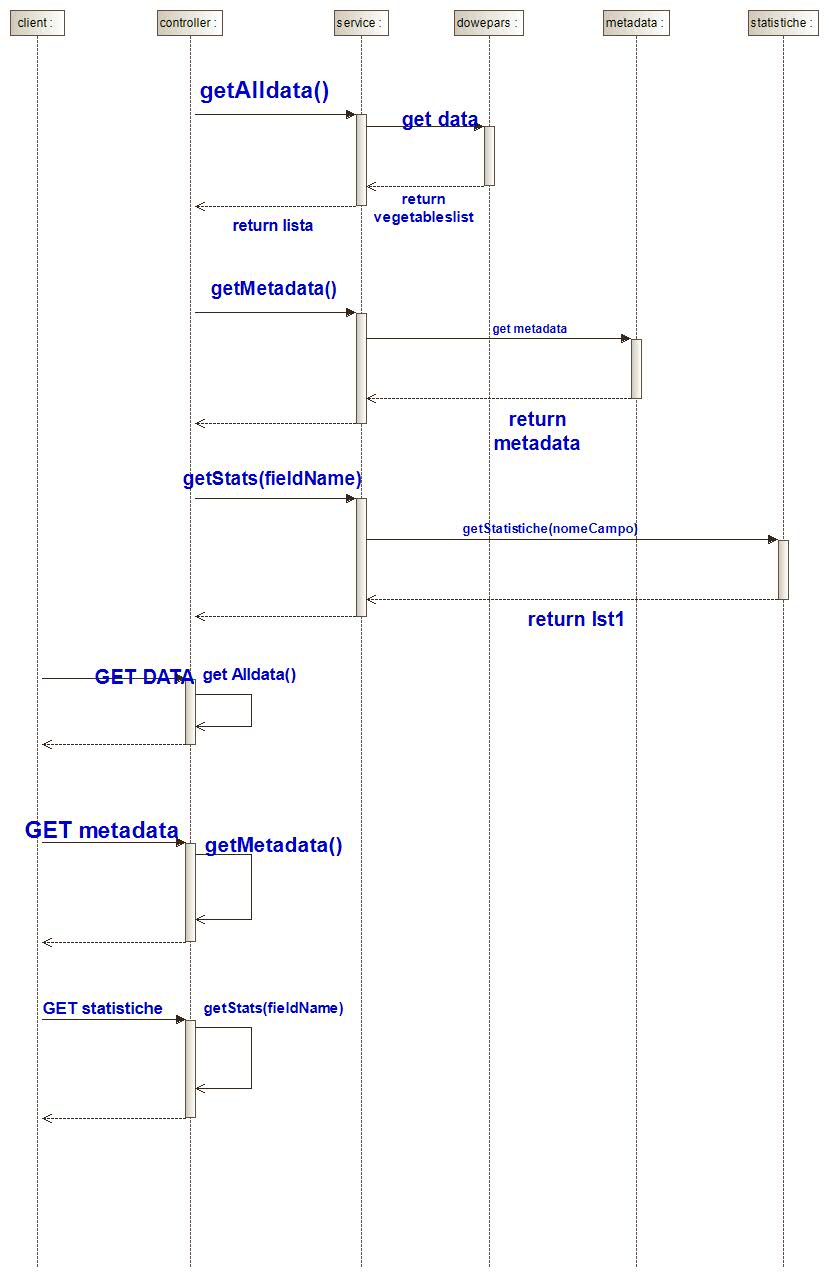 client :
controller :
service :
dowepars :
metadata :
statistiche :
getAlldata()
get data
return
vegetableslist
return lista
getMetadata()
get metadata
return
metadata
getStats(fieldName)
getStatistiche(nomeCampo)
return lst1
GET DATA
get Alldata()
GET metadata
getMetadata()
GET statistiche
getStats(fieldName)